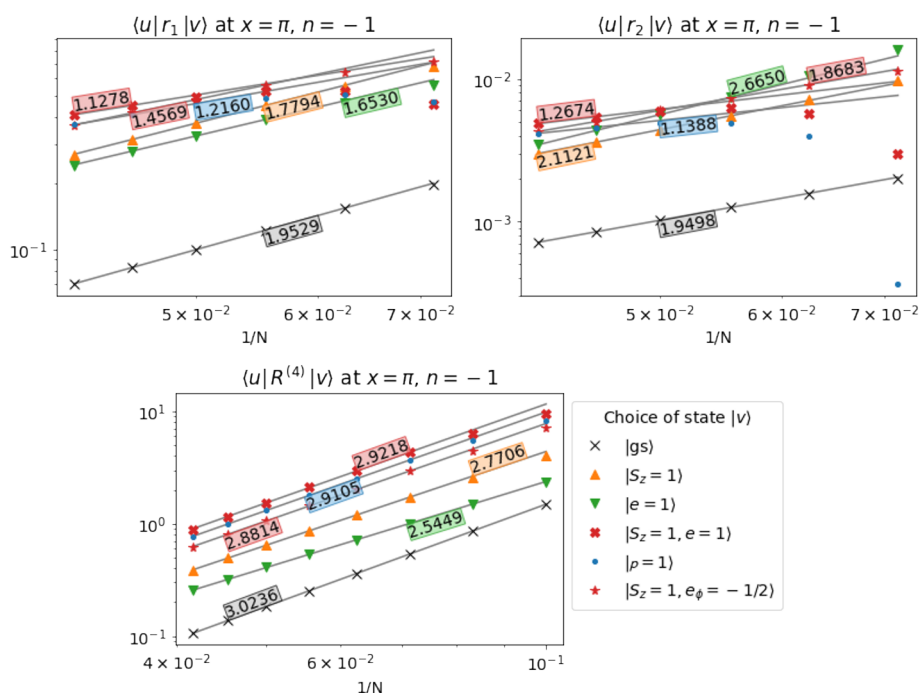 ⟨u| r₁ |v⟩ at x = π, n = −1
10⁻¹
1.1278
1.4569
1.2160
1.7794
1.6530
1.9529
5 × 10⁻²
6 × 10⁻²
7 × 10⁻²
1/N
⟨u| r₂ |v⟩ at x = π, n = −1
10⁻²
10⁻³
1.2674
2.1121
2.6650
1.8683
1.1388
1.9498
5 × 10⁻²
6 × 10⁻²
7 × 10⁻²
1/N
⟨u| R⁽⁴⁾ |v⟩ at x = π, n = −1
10¹
10⁰
10⁻¹
2.9218
2.7706
2.9105
2.8814
2.5449
3.0236
4 × 10⁻²
6 × 10⁻²
10⁻¹
1/N
Choice of state |v⟩
|gs⟩
|S_z = 1⟩
|e = 1⟩
|S_z = 1, e = 1⟩
|p = 1⟩
|S_z = 1, e_ϕ = −1/2⟩